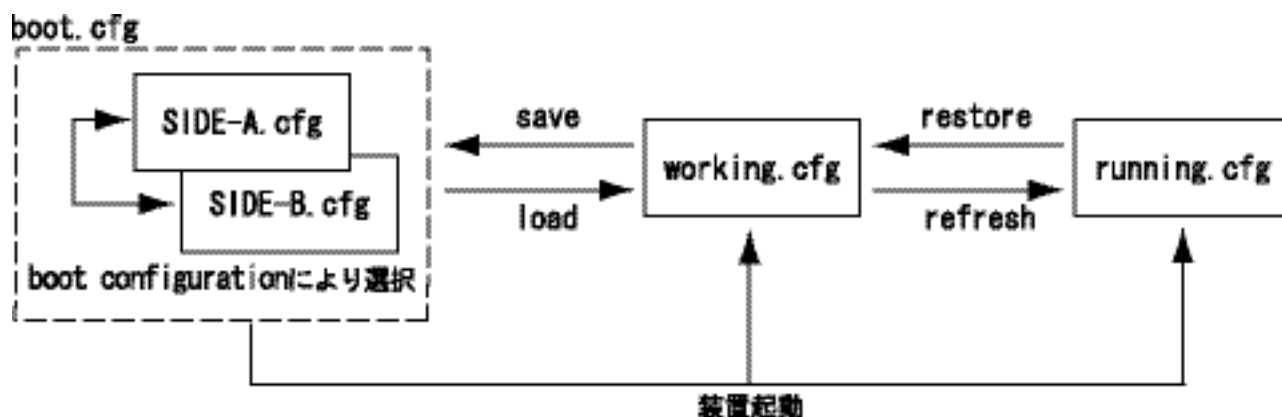 boot.cfg
SIDE-A.cfg
SIDE-B.cfg
boot configurationにより選択
save
load
working.cfg
restore
refresh
running.cfg
装置起動